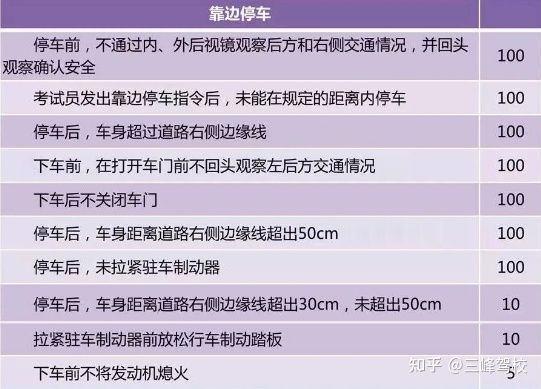 靠边停车
停车前，不通过内、外后视镜观察后方和右侧交通情况，并回头
观察确认安全
100
考试员发出靠边停车指令后，未能在规定的距离内停车
100
停车后，车身超过道路右侧边缘线
100
下车前，在打开车门前不回头观察左后方交通情况
100
下车后不关闭车门
100
停车后，车身距离道路右侧边缘线超出50cm
100
停车后，未拉紧驻车制动器
100
停车后，车身距离道路右侧边缘线超出30cm，未超出50cm
10
拉紧驻车制动器前放松行车制动踏板
10
下车前不将发动机熄火
5
知乎 @三峰驾校